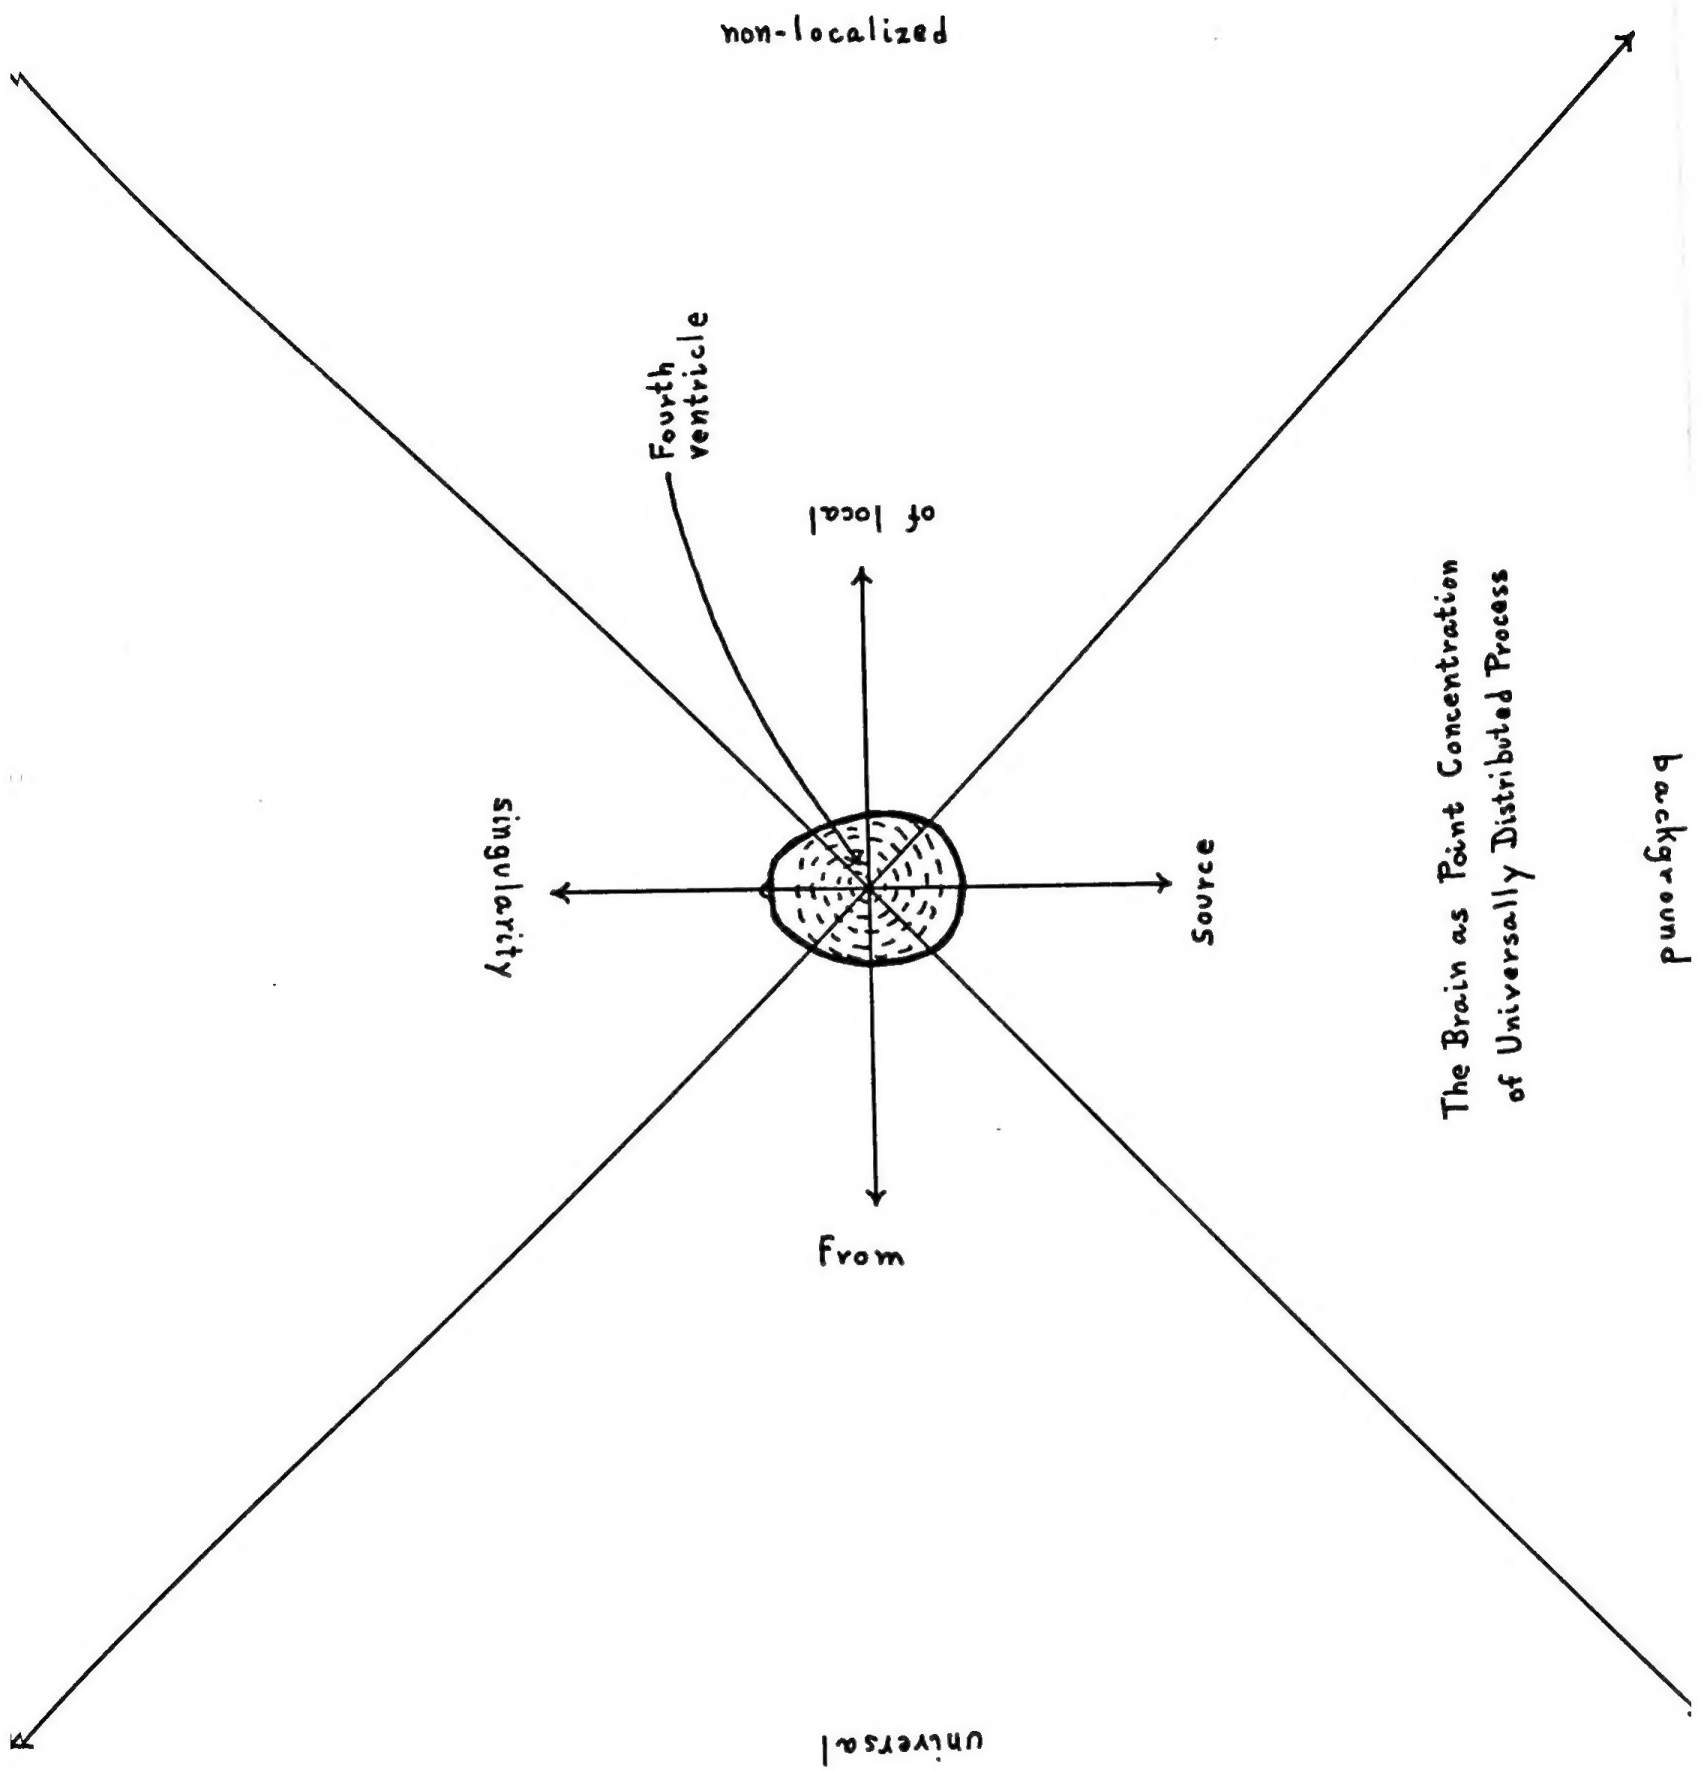 non-localized
Fourth
ventricle
of local
singularity
Source
From
universal
background
The Brain as Point Concentration
of Universally Distributed Process